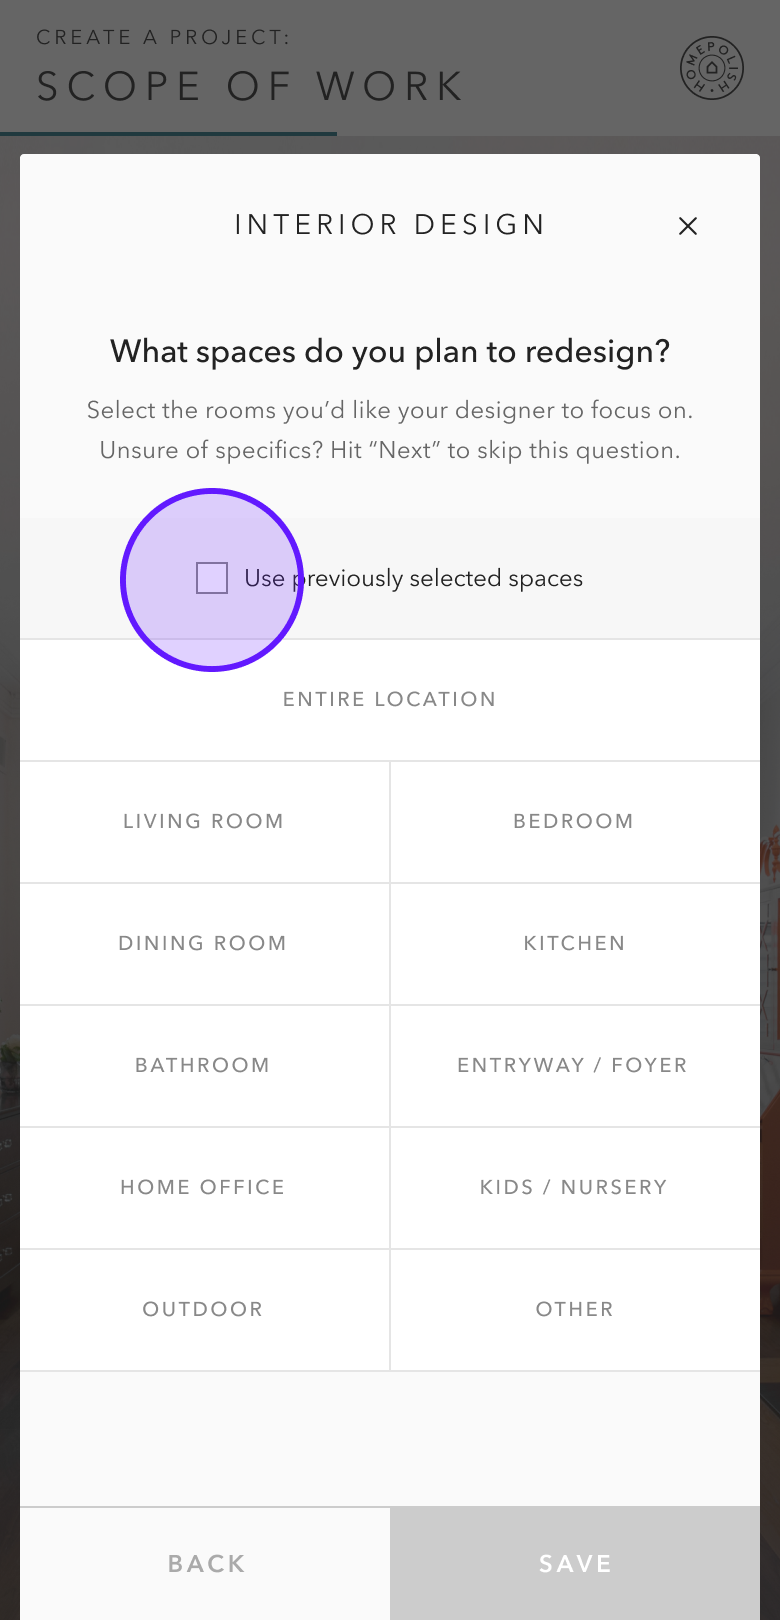 CREATE A PROJECT:
SCOPE OF WORK
HOMEPOLISH
INTERIOR DESIGN
What spaces do you plan to redesign?
Select the rooms you’d like your designer to focus on.
Unsure of specifics? Hit “Next” to skip this question.
Use previously selected spaces
ENTIRE LOCATION
LIVING ROOM
BEDROOM
DINING ROOM
KITCHEN
BATHROOM
ENTRYWAY / FOYER
HOME OFFICE
KIDS / NURSERY
OUTDOOR
OTHER
BACK
SAVE